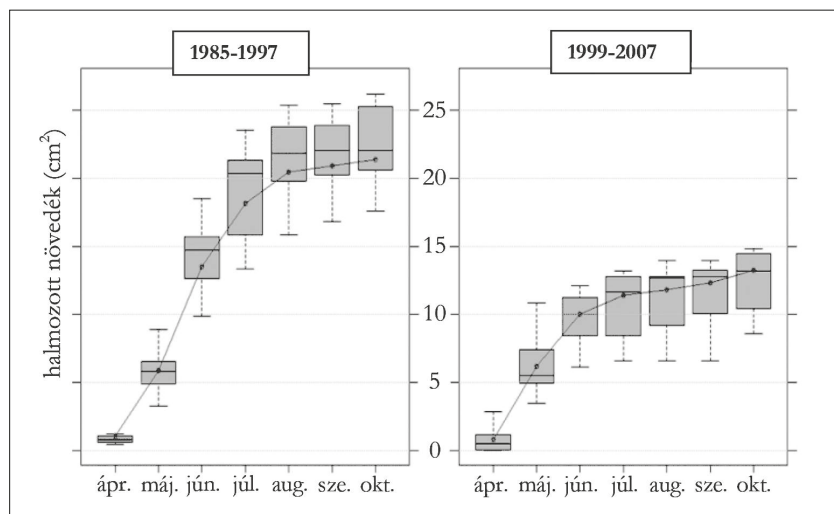 1985-1997
1999-2007
halmozott növedék (cm²)
25
20
15
10
5
0
ápr. máj. jún. júl. aug. sze. okt.
ápr. máj. jún. júl. aug. sze. okt.